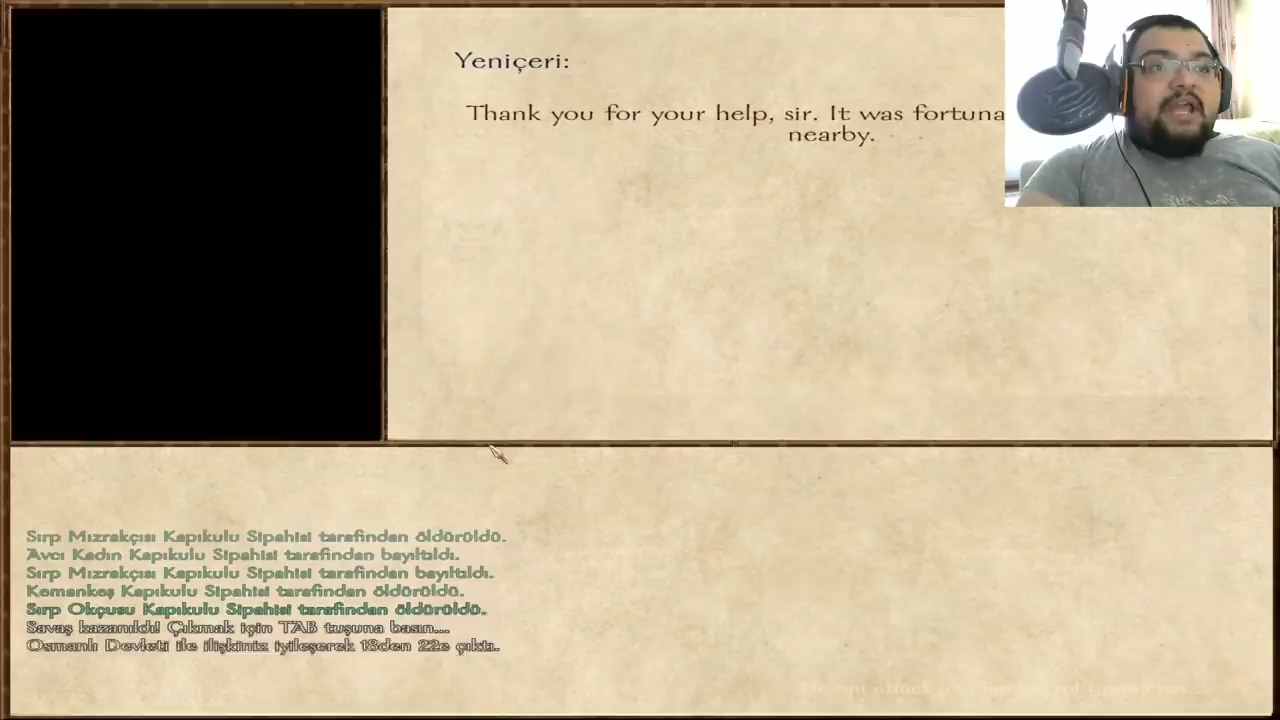 Yeniçeri:
Thank you for your help, sir. It was
nearby.
Sırp Mızrakçısı Kapıkulu Sipahisi tarafından öldürüldü.
Avcı Kadın Kapıkulu Sipahisi tarafından bayıltıldı.
Sırp Mızrakçısı Kapıkulu Sipahisi tarafından bayıltıldı.
Kemankeş Kapıkulu Sipahisi tarafından öldürüldü.
Sırp Okçusu Kapıkulu Sipahisi tarafından öldürüldü.
Savaş kazanıldı! Çıkmak için TAB tuşuna basın...
Osmanlı Devleti ile ilişkiniz iyileşerek 18den 22e çıktı.